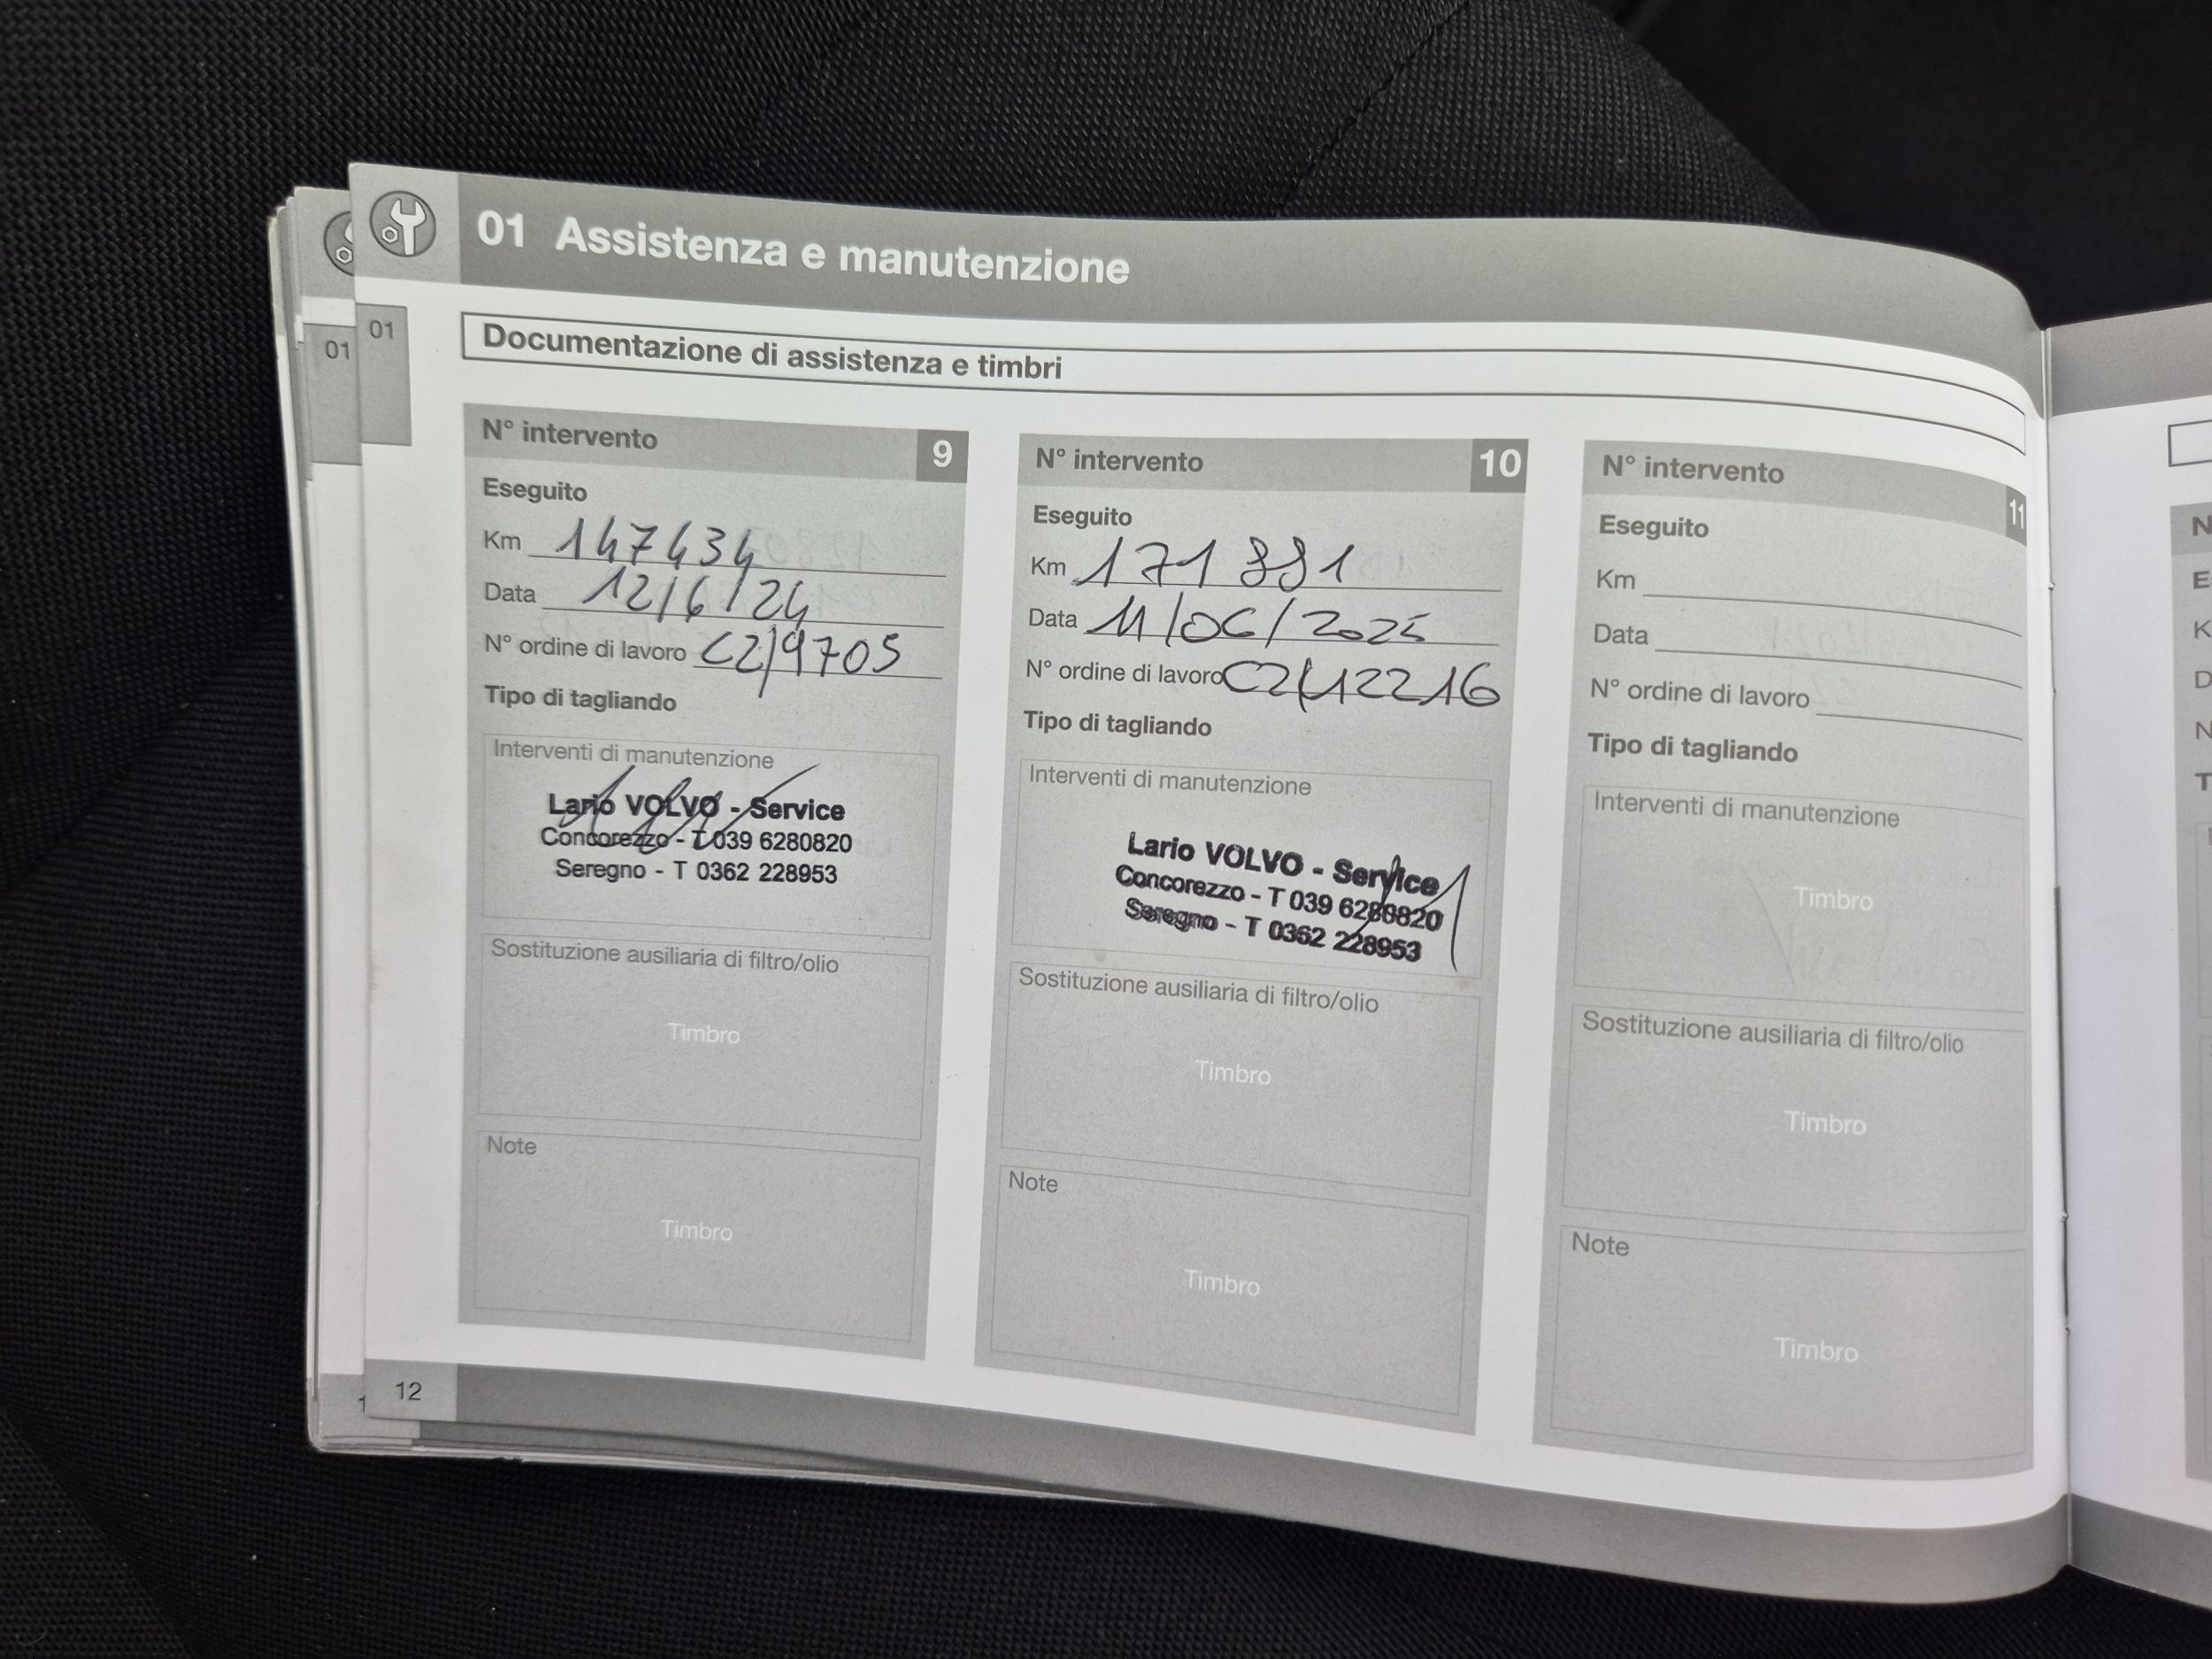 01 Assistenza e manutenzione
01
01
Documentazione di assistenza e timbri
N° intervento 9
Eseguito
Km 147434
Data 12/6/24
N° ordine di lavoro C2/9705
Tipo di tagliando
Interventi di manutenzione
Lario VOLVO - Service
Concorezzo - T 039 6280820
Seregno - T 0362 228953
Sostituzione ausiliaria di filtro/olio
Timbro
Note
Timbro
N° intervento 10
Eseguito
Km 171 881
Data 11/06/2025
N° ordine di lavoro C2/12216
Tipo di tagliando
Interventi di manutenzione
Lario VOLVO - Service
Concorezzo - T 039 6280820
Seregno - T 0362 228953
Sostituzione ausiliaria di filtro/olio
Timbro
Note
Timbro
N° intervento 11
Eseguito
Km
Data
N° ordine di lavoro
Tipo di tagliando
Interventi di manutenzione
Timbro
Sostituzione ausiliaria di filtro/olio
Timbro
Note
Timbro
12